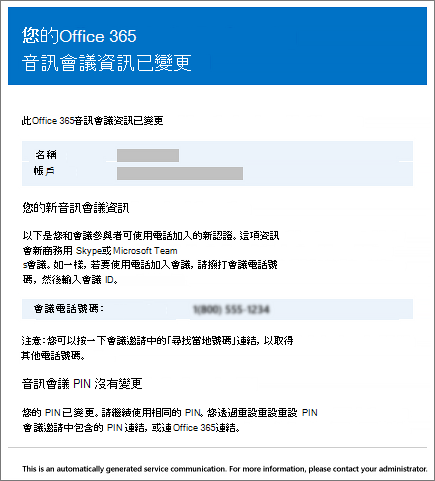 您的Office 365
音訊會議資訊已變更
此Office 365音訊會議資訊已變更
名稱
帳戶
您的新音訊會議資訊
以下是您和會議參與者可使用電話加入的新認證。這項資訊
會新商務用 Skype或Microsoft Team
s會議。如一樣，若要使用電話加入會議，請撥打會議電話號
碼，然後輸入會議 ID。
會議電話號碼： 1(800) 555-1234
注意：您可以按一下會議邀請中的「尋找當地號碼」連結，以取得
其他電話號碼。
音訊會議 PIN 沒有變更
您的 PIN 已變更。請繼續使用相同的 PIN。您透過重設重設重設 PIN
會議邀請中包含的 PIN 連結，或連Office 365連結。
This is an automatically generated service communication. For more information, please contact your administrator.